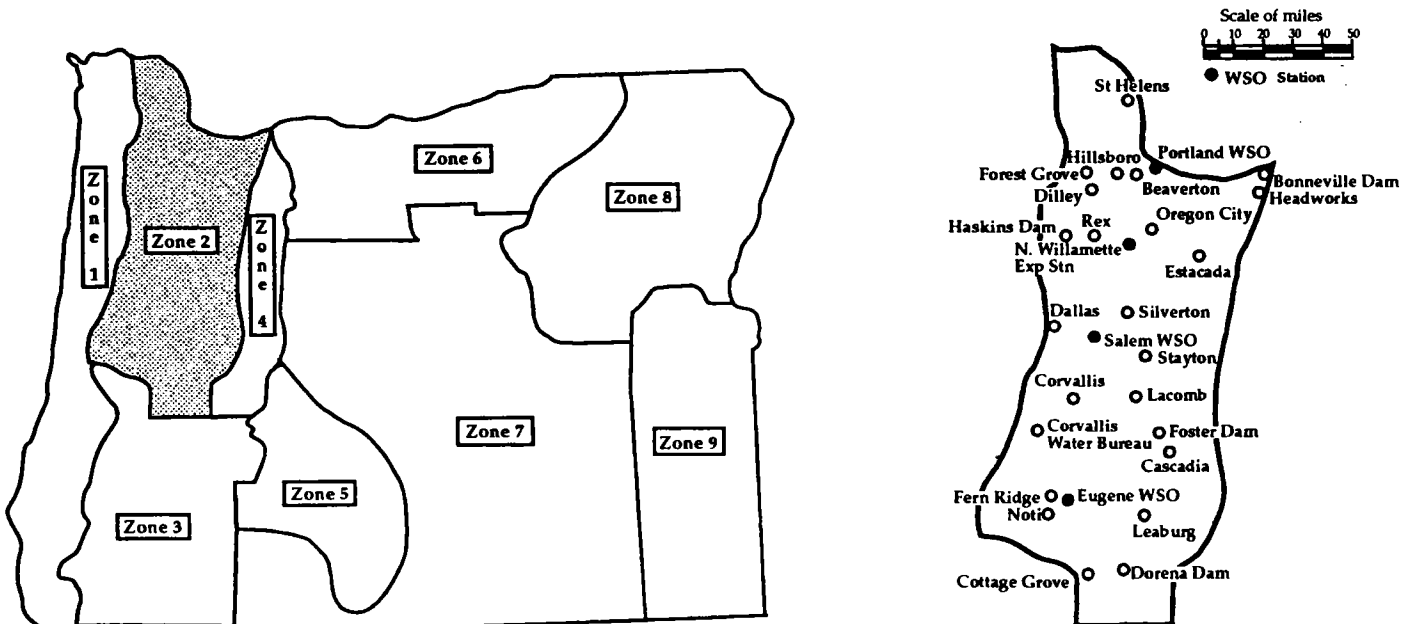 Zone 1
Zone 2
Zone 3
Zone 4
Zone 5
Zone 6
Zone 7
Zone 8
Zone 9
Scale of miles
0 10 20 30 40 50
WSO Station
St Helens
Hillsboro
Portland WSO
Forest Grove
Beaverton
Bonneville Dam
Dilley
Headworks
Haskins Dam
Rex
Oregon City
N. Willamette
Exp Stn
Estacada
Dallas
Silverton
Salem WSO
Stayton
Corvallis
Lacomb
Corvallis
Water Bureau
Foster Dam
Cascadia
Fern Ridge
Eugene WSO
Noti
Leaburg
Cottage Grove
Dorena Dam